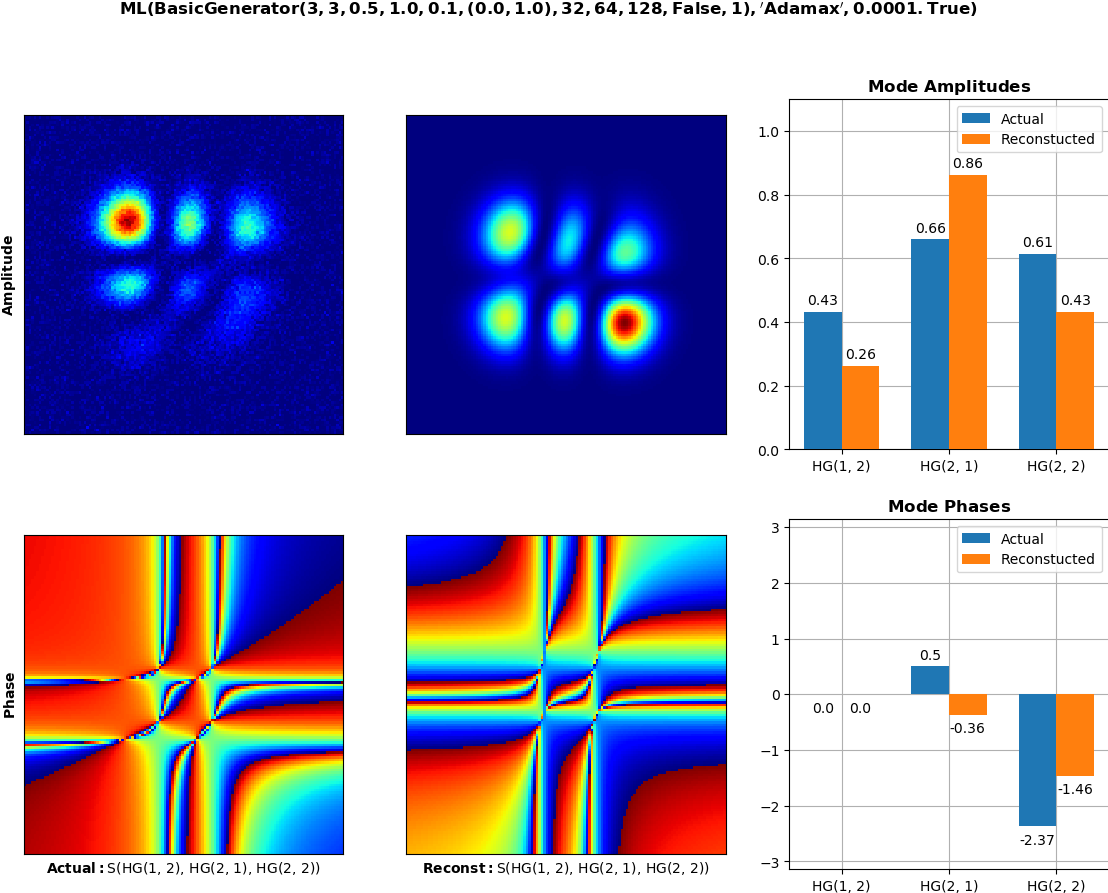 ML(BasicGenerator(3, 3, 0.5, 1.0, 0.1, (0.0, 1.0), 32, 64, 128, False, 1), ′Adamax′, 0.0001. True)
Amplitude
Mode Amplitudes
Actual
Reconstucted
1.0
0.8
0.6
0.4
0.2
0.0
0.43
0.26
0.66
0.86
0.61
0.43
HG(1, 2)
HG(2, 1)
HG(2, 2)
Phase
Actual: S(HG(1, 2), HG(2, 1), HG(2, 2))
Reconst: S(HG(1, 2), HG(2, 1), HG(2, 2))
Mode Phases
Actual
Reconstucted
3
2
1
0
−1
−2
−3
0.0
0.0
0.5
-0.36
-2.37
-1.46
HG(1, 2)
HG(2, 1)
HG(2, 2)